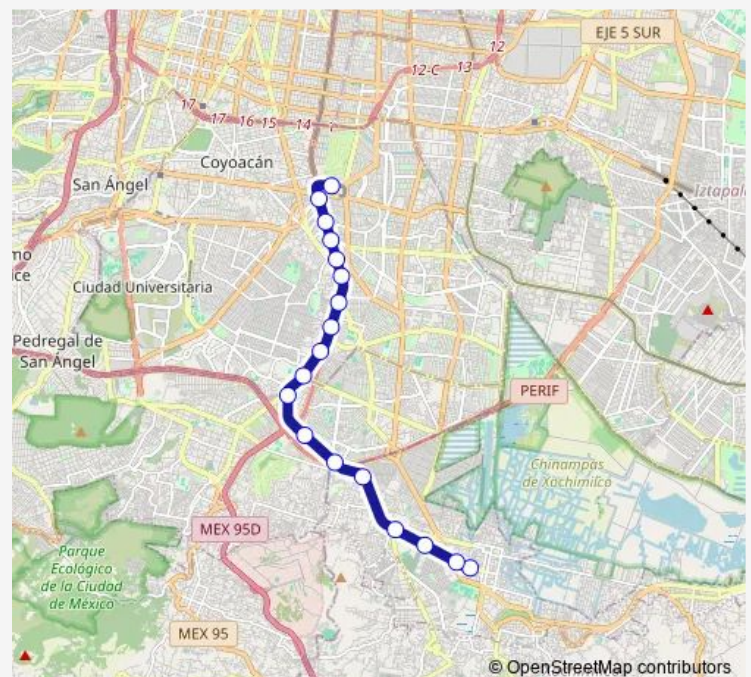 EJE 5 SUR
12
12-C
13
17
17
16
15
14
Coyoacán
San Ángel
Ciudad Universitaria
Pedregal de
San Ángel
PERIF
Chinampas
de Xochimilco
MEX 95D
Parque
Ecológico
de la Ciudad
de México
MEX 95
© OpenStreetMap contributors